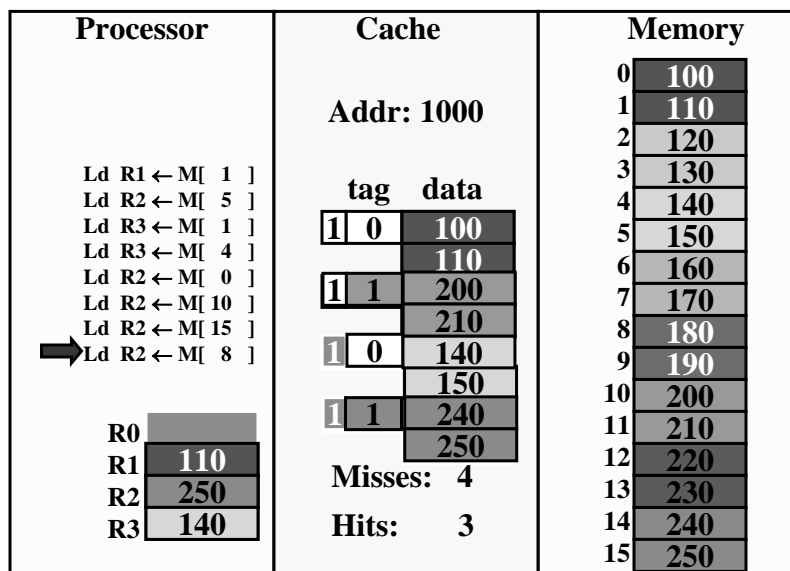 Processor
Ld R1 ← M[ 1 ]
Ld R2 ← M[ 5 ]
Ld R3 ← M[ 1 ]
Ld R3 ← M[ 4 ]
Ld R2 ← M[ 0 ]
Ld R2 ← M[ 10 ]
Ld R2 ← M[ 15 ]
Ld R2 ← M[ 8 ]
R0
R1 110
R2 250
R3 140
Cache
Addr: 1000
tag data
1 0 100
110
1 1 200
210
1 0 140
150
1 1 240
250
Misses: 4
Hits: 3
Memory
0 100
1 110
2 120
3 130
4 140
5 150
6 160
7 170
8 180
9 190
10 200
11 210
12 220
13 230
14 240
15 250